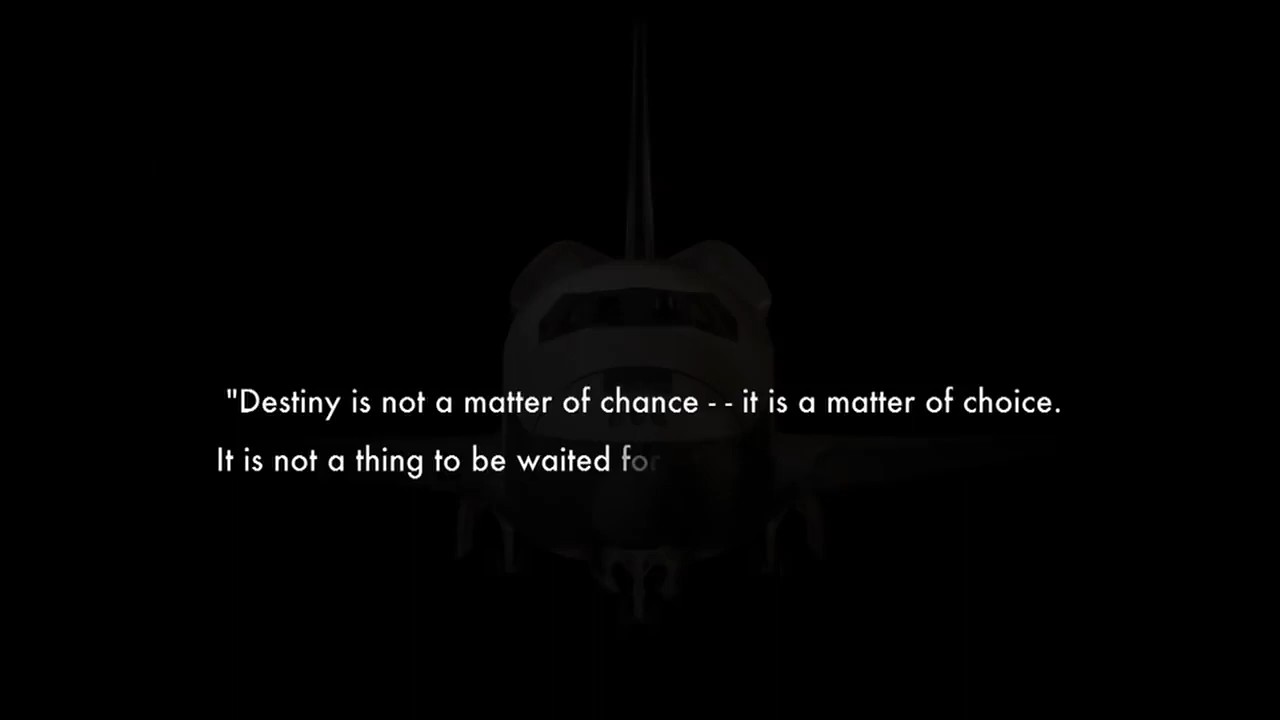 "Destiny is not a matter of chance - - it is a matter of choice.
It is not a thing to be waited for